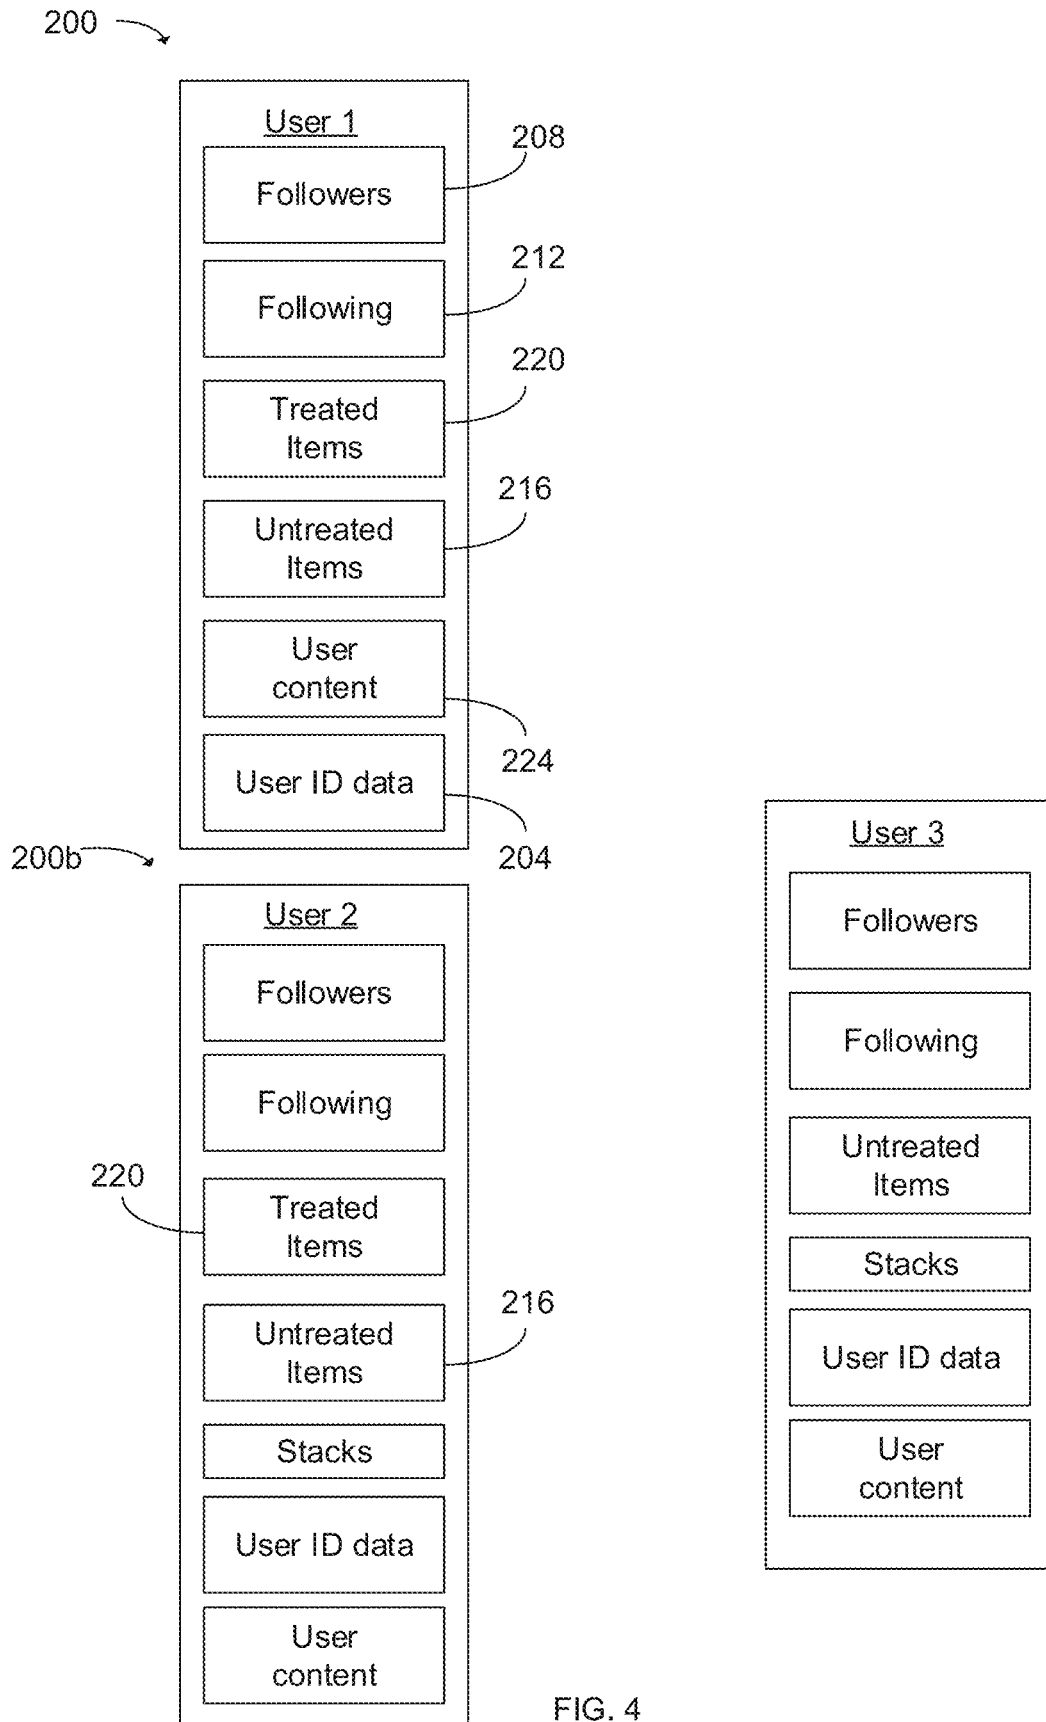 200
User 1
Followers
208
Following
212
Treated
Items
220
Untreated
Items
216
User
content
224
User ID data
204
200b
User 2
Followers
Following
Treated
Items
220
Untreated
Items
216
Stacks
User ID data
User
content
User 3
Followers
Following
Untreated
Items
Stacks
User ID data
User
content
FIG. 4